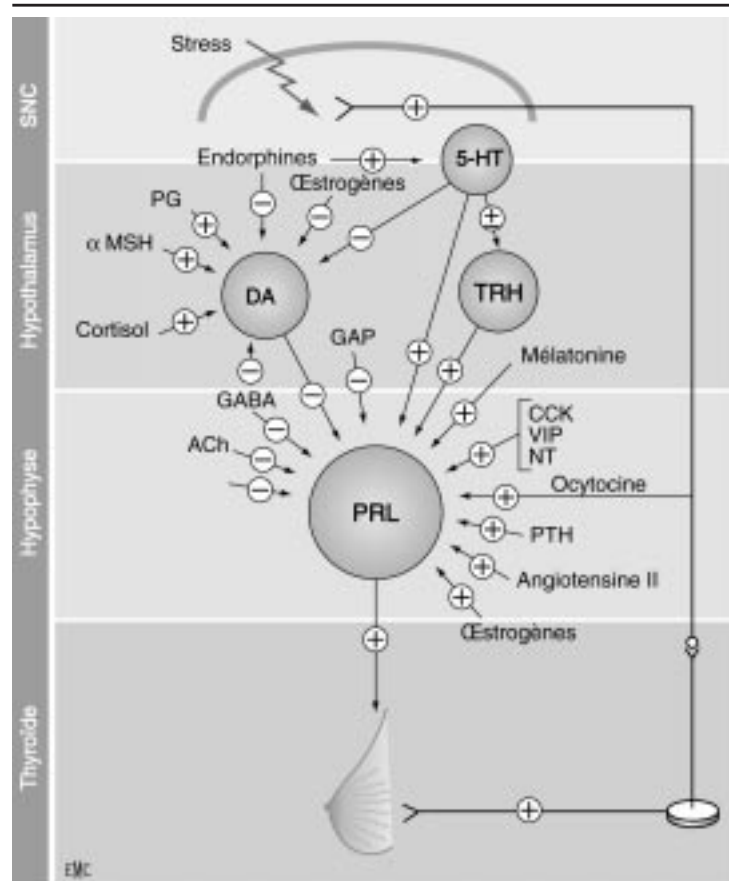 SNC
Stress
+
Endorphines
+
5-HT
Hypothalamus
Œstrogènes
−
−
+
PG
+
−
α MSH
+
DA
TRH
Cortisol
+
GAP
+
Mélatonine
−
−
−
+
+
GABA
Hypophyse
−
CCK
VIP
NT
+
ACh
−
−
PRL
Ocytocine
+
+
PTH
+
Angiotensine II
+
Œstrogènes
+
Thyroïde
+
EMC